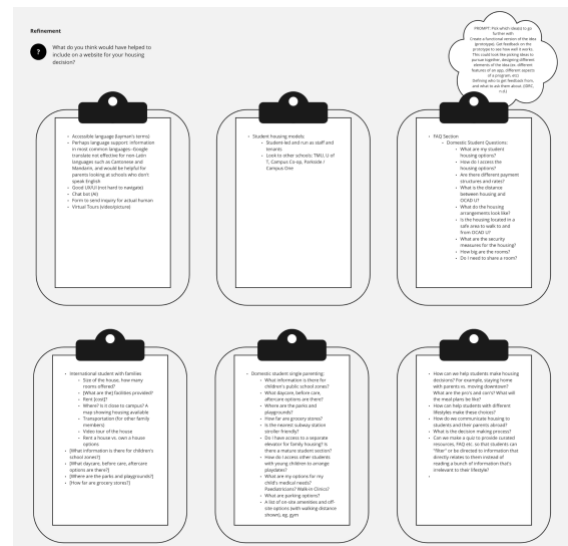 Refinement
?
What do you think would have helped to
include on a website for your housing
decision?
PROMPT: Pick which idea(s) to go
further with
Create a functional version of the idea
(prototype). Get feedback on the
prototype to see how well it works.
This could look like picking ideas to
pursue together, designing different
elements of the idea (ex. different
features of an app, different aspects
of a program, etc)
Defining who to get feedback from,
and what to ask them about.
Accessible language (layman's terms)
Perhaps language support: Information
in most common languages- Google
translate not effective for non-Latin
languages such as Cantonese and
Mandarin, and would be helpful for
parents looking at schools who don't
speak English
Good UX/UI (not hard to navigate)
Chat bot (AI)
Form to send inquiry for actual human
Virtual Tours (video/picture)
Student housing models:
Student-led and run as staff and
tenants
Look to other schools: TMU, U of
T, Campus Co-op, Parkside I
Campus One
FAQ Section
Domestic Student Questions:
What are my student
housing options?
How do I access the
housing options?
Are there different payment
structures and rates?
What is the distance
between housing and
OCAD U?
What do the housing
arrangements look like?
Is the housing located in a
safe area to walk to and
from OCAD U?
What are the security
measures for the housing?
How big are the rooms?
Do I need to share a room?
International student with families
Size of the house, how many
rooms offered?
[What are the] facilities provided?
Rent [cost]?
Where? Is it close to campus? A
map showing housing available
Transportation (for other family
members)
Video tour of the house
Rent a house vs. own a house
options
[What information is there for children's
school zones?]
[What daycare, before care, aftercare
options are there?]
[Where are the parks and playgrounds?]
[How far are grocery stores?]
Domestic student single parenting:
What information is there for
children's public school zones?
What daycare, before care,
aftercare options are there?
Where are the parks and
playgrounds?
How far are grocery stores?
Is the nearest subway station
stroller friendly?
Do I have access to a separate
elevator for family housing? Is
there a mature student section?
How do I access other students
with young children to arrange
playdates?
What are my options for my
child's medical needs?
Paediatricians? Walk-in Clinics?
What are parking options?
A list of on-site amenities and off-
site options (with walking distance
shown), eg. gym
How can we help students make housing
decisions? For example, staying home
with parents vs. moving downtown?
What are the pro's and con's? What will
the meal plans be like?
How can help students with different
lifestyles make these choices?
How do we communicate housing to
students and their parents abroad?
What is the decision making process?
Can we make a quiz to provide curated
resources, FAQ etc. so that students can
"filter" or be directed to information that
directly relates to them instead of
reading a bunch of information that's
irrelevant to their lifestyle?